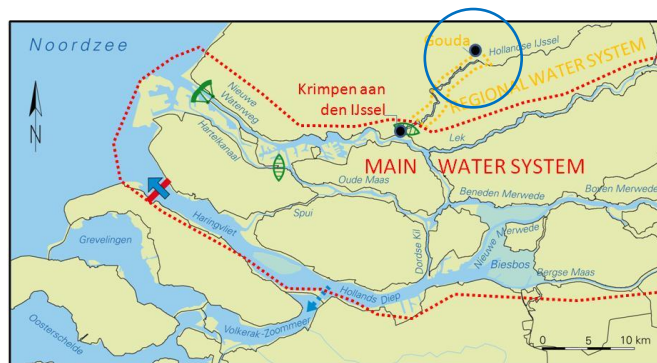 Noordzee
N
Gouda
Hollandse IJssel
REGIONAL WATER SYSTEM
Krimpen aan
den IJssel
Nieuwe
Waterweg
Hartelkanaal
Lek
MAIN WATER SYSTEM
Oude Maas
Beneden Merwede
Boven Merwede
Spui
Dordse Kil
Nieuwe Merwede
Haringvliet
Biesbos
Grevelingen
Hollands Diep
Bergse Maas
Volkerak-Zoommeer
Oosterschelde
0 5 10 km